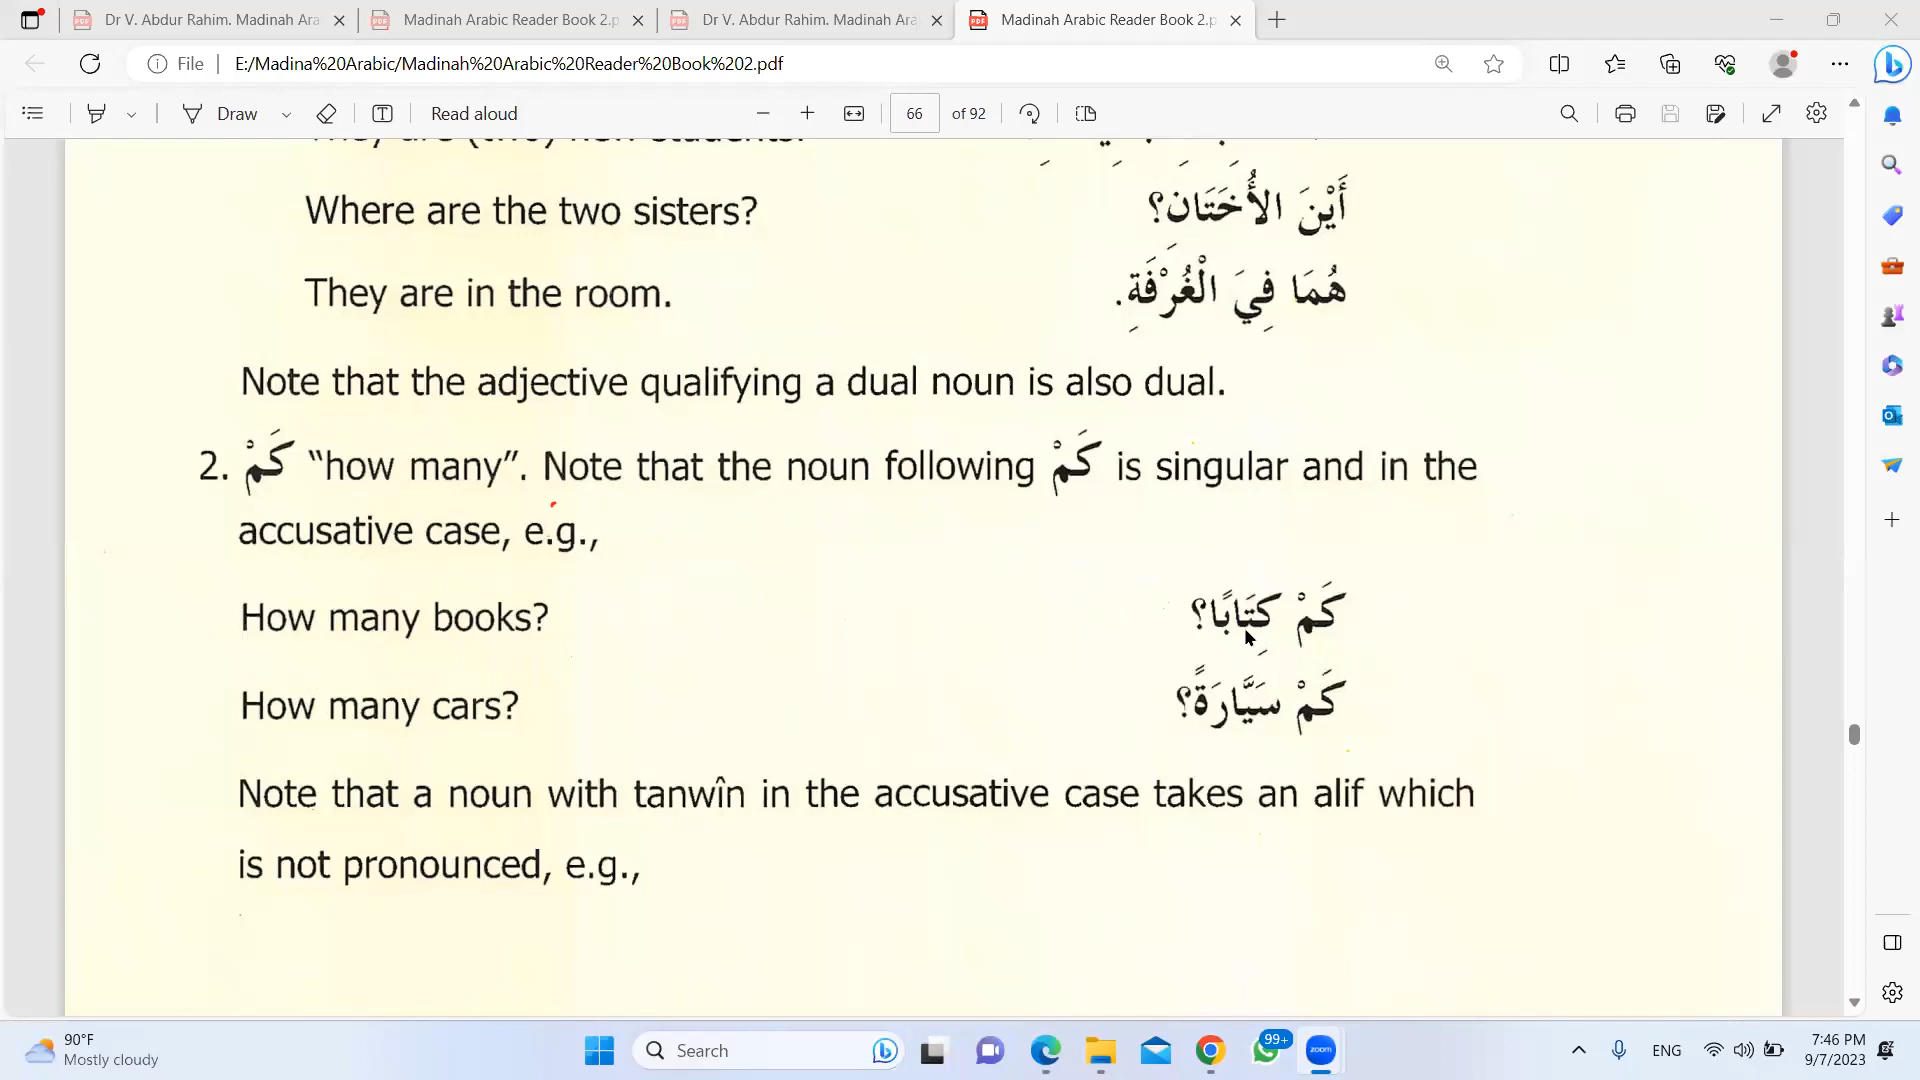 Dr V. Abdur Rahim. Madinah Ara
Madinah Arabic Reader Book 2.p
Dr V. Abdur Rahim. Madinah Ara
Madinah Arabic Reader Book 2.p
File
E:/Madina%20Arabic/Madinah%20Arabic%20Reader%20Book%202.pdf
Draw
Read aloud
66 of 92
Where are the two sisters? أَيْنَ الأُخْتَانِ؟
They are in the room. هُمَا فِيَ الْغُرْفَةِ.
Note that the adjective qualifying a dual noun is also dual.
2. كَمْ “how many”. Note that the noun following كَمْ is singular and in the
accusative case, e.g.,
How many books? كَمْ كِتَابًا؟
How many cars? كَمْ سَيَّارَةً؟
Note that a noun with tanwîn in the accusative case takes an alif which
is not pronounced, e.g.,
90°F
Mostly cloudy
Search
99+
zoom
ENG
7:46 PM
9/7/2023